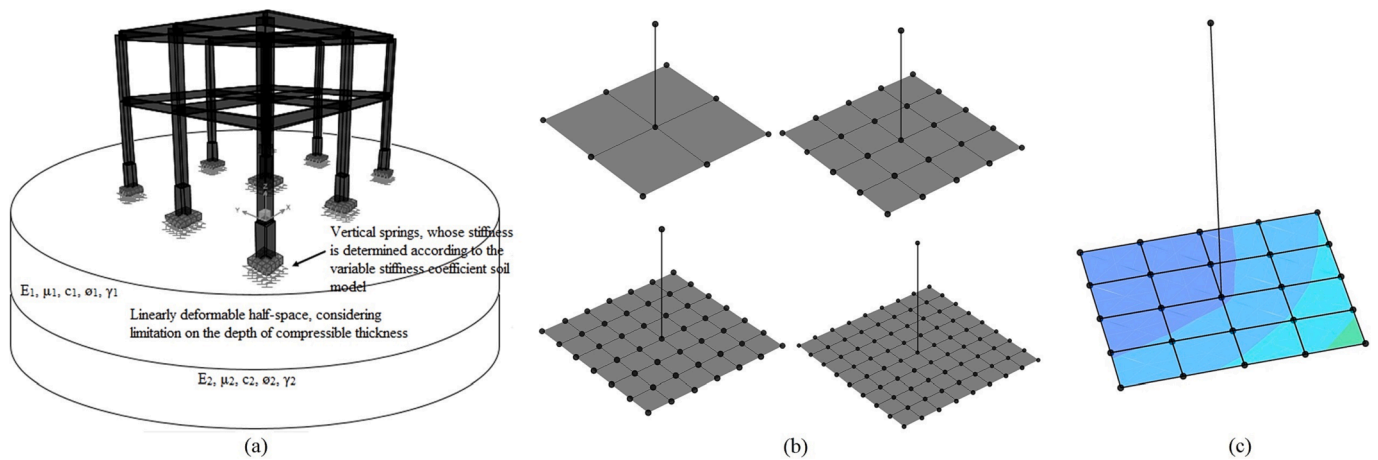 Y
X
Vertical springs, whose stiffness
is determined according to the
variable stiffness coefficient soil
model
E1, μ1, c1, ø1, γ1
Linearly deformable half-space, considering
limitation on the depth of compressible thickness
E2, μ2, c2, ø2, γ2
(a)
(b)
(c)